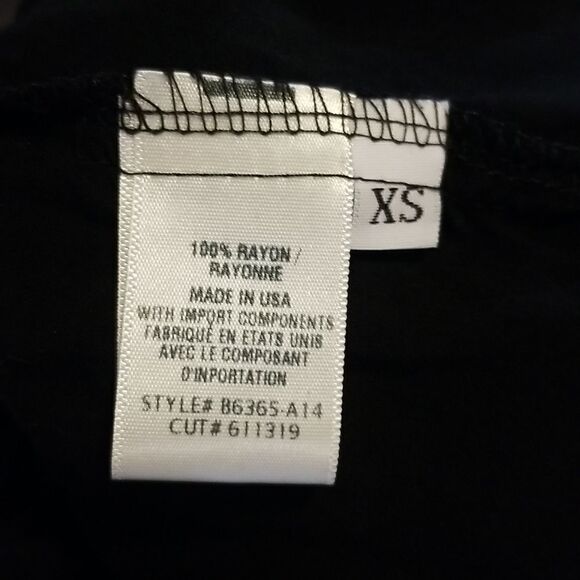 XS
100% RAYON /
RAYONNE
MADE IN USA
WITH IMPORT COMPONENTS
FABRIQUÉ EN ETATS UNIS
AVEC LE COMPOSANT
D'INPORTATION
STYLE# B6365-A14
CUT# 611319